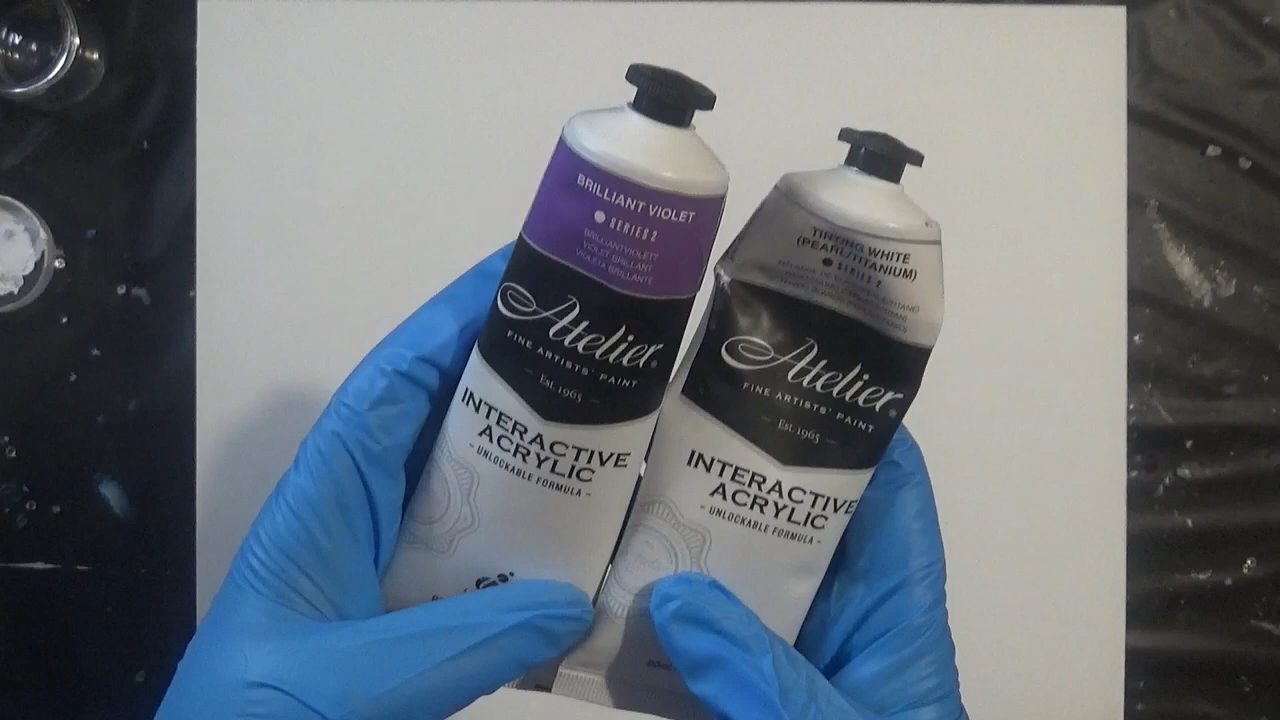 BRILLIANT VIOLET
SERIES 2
BRILLIANTVIOLETT
VIOLET BRILLANT
VIOLETA BRILLANTE
Atelier
FINE ARTISTS' PAINT
Est. 1965
INTERACTIVE
ACRYLIC
- UNLOCKABLE FORMULA -
TINTING WHITE
(PEARL/TITANIUM)
SERIES 2
Atelier
FINE ARTISTS' PAINT
Est. 1965
INTERACTIVE
ACRYLIC
- UNLOCKABLE FORMULA -